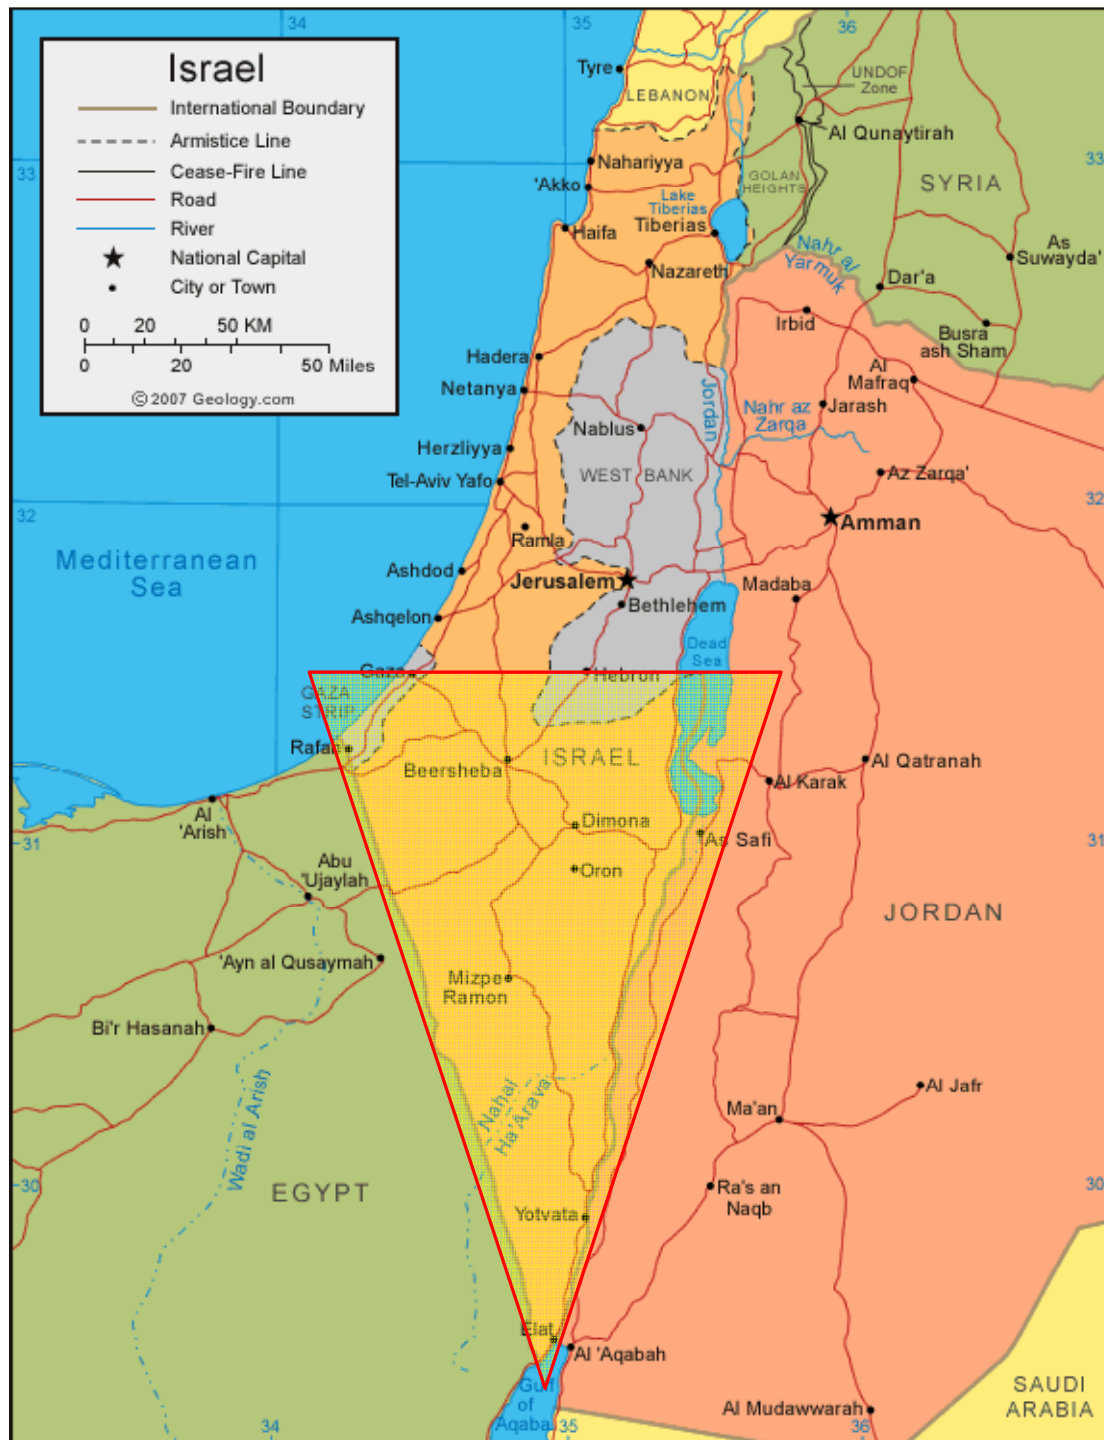 34
35
36
Israel
International Boundary
Armistice Line
Cease-Fire Line
Road
River
National Capital
City or Town
0 20 50 KM
0 20 50 Miles
© 2007 Geology.com
Tyre
LEBANON
UNDOF
Zone
Al Qunaytirah
33
33
Nahariyya
'Akko
GOLAN
HEIGHTS
SYRIA
Lake
Tiberias
Tiberias
Haifa
Nazareth
Nahr al
Yarmuk
As
Suwayda'
Dar'a
Irbid
Busra
ash Sham
Hadera
Al
Mafraq
Netanya
Jordan
Nahr az
Zarqa
Jarash
Nablus
Herzliyya
WEST BANK
Tel-Aviv Yafo
Az Zarqa'
32
32
Amman
Ramla
Mediterranean
Sea
Ashdod
Jerusalem
Madaba
Bethlehem
Ashqelon
Dead
Sea
Gaza
Hebron
GAZA
STRIP
Rafah
ISRAEL
Beersheba
Al Qatranah
Al Karak
Al
'Arish
Dimona
As Safi
31
31
Abu
'Ujaylah
Oron
JORDAN
'Ayn al Qusaymah
Mizpe
Ramon
Bi'r Hasanah
Wadi al Arish
Nahal
Ha'Arava
Al Jafr
Ma'an
30
30
EGYPT
Ra's an
Naqb
Yotvata
Elat
Al 'Aqabah
Gulf
of
Aqaba
SAUDI
ARABIA
Al Mudawwarah
34
35
36